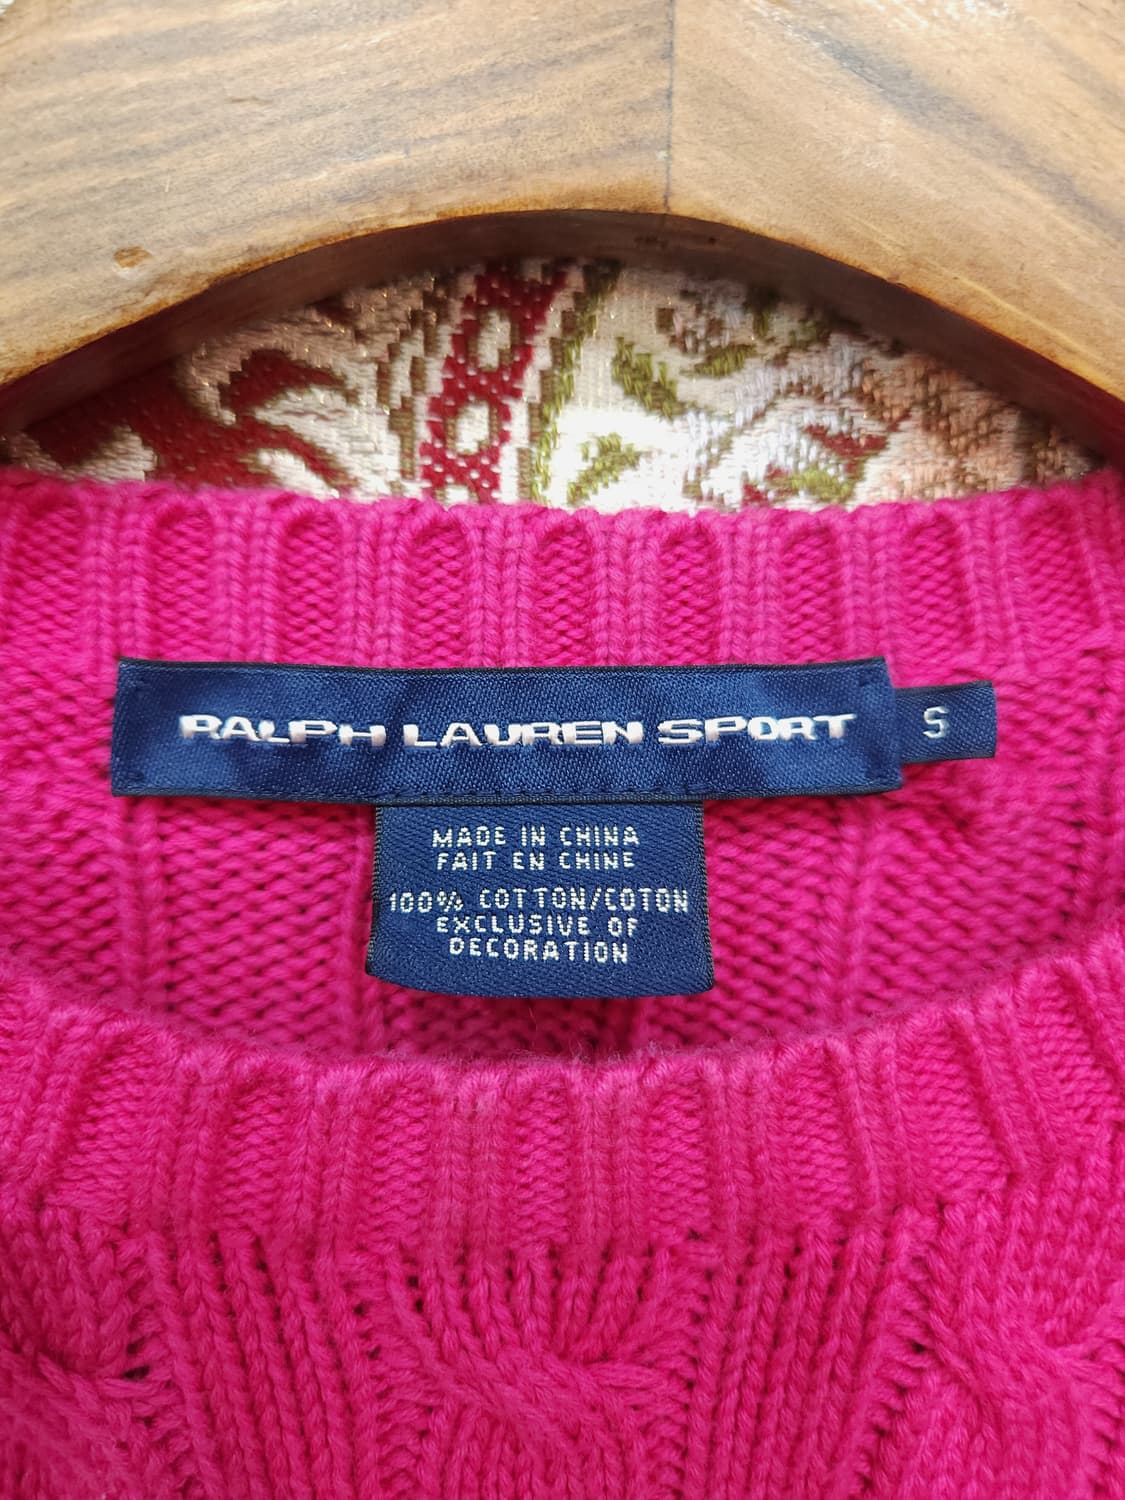 RALPH LAUREN SPORT
S
MADE IN CHINA
FAIT EN CHINE
100% COTTON/COTON
EXCLUSIVE OF
DECORATION